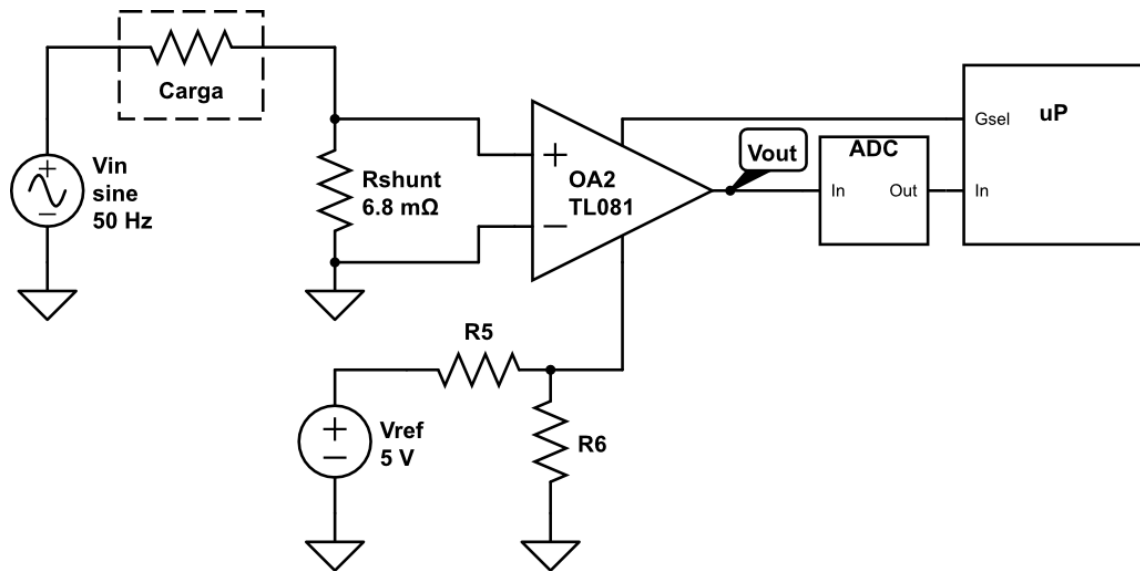 Carga
Vin
sine
50 Hz
Rshunt
6.8 mΩ
OA2
TL081
Vout
ADC
In
Out
Gsel
uP
In
R5
Vref
5 V
R6